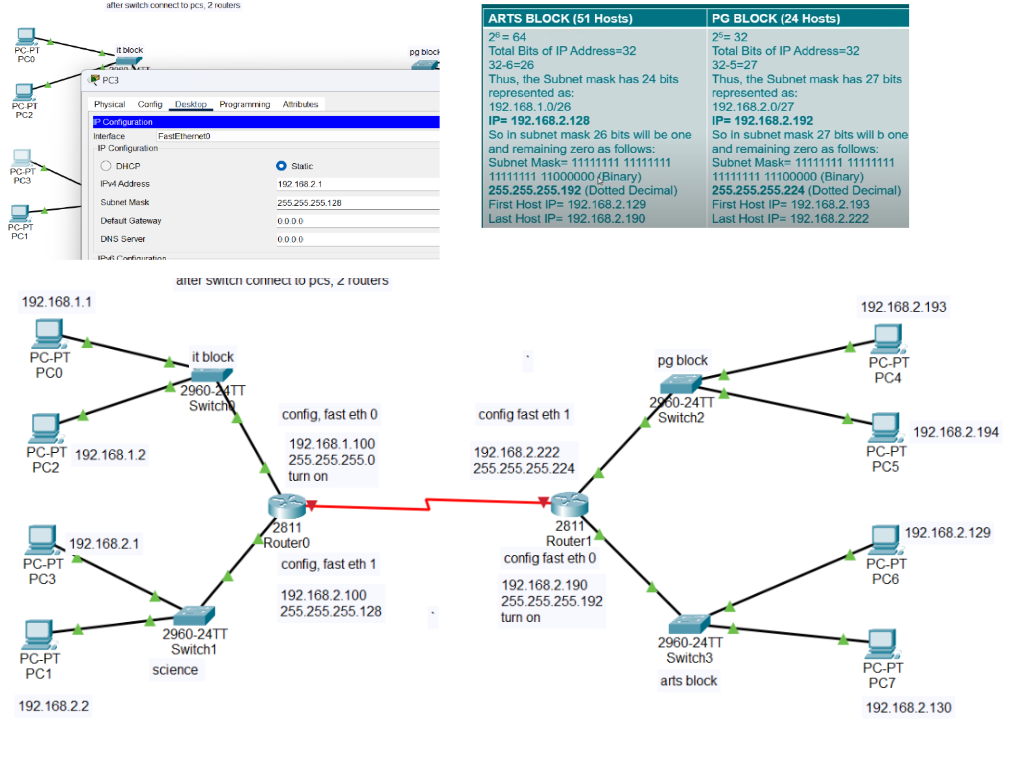 after switch connect to pcs, 2 routers
PC-PT
PC0
it block
pg block
PC-PT
PC2
PC-PT
PC3
PC-PT
PC1
PC3
Physical Config Desktop Programming Attributes
IP Configuration
Interface FastEthernet0
IP Configuration
DHCP Static
IPv4 Address 192.168.2.1
Subnet Mask 255.255.255.128
Default Gateway 0.0.0.0
DNS Server 0.0.0.0
IPv6 Configuration
ARTS BLOCK (51 Hosts)
2⁶ = 64
Total Bits of IP Address=32
32-6=26
Thus, the Subnet mask has 24 bits
represented as:
192.168.1.0/26
IP= 192.168.2.128
So in subnet mask 26 bits will be one
and remaining zero as follows:
Subnet Mask= 11111111 11111111
11111111 11000000 (Binary)
255.255.255.192 (Dotted Decimal)
First Host IP= 192.168.2.129
Last Host IP= 192.168.2.190
PG BLOCK (24 Hosts)
2⁵= 32
Total Bits of IP Address=32
32-5=27
Thus, the Subnet mask has 27 bits
represented as:
192.168.2.0/27
IP= 192.168.2.192
So in subnet mask 27 bits will b one
and remaining zero as follows:
Subnet Mask= 11111111 11111111
11111111 11100000 (Binary)
255.255.255.224 (Dotted Decimal)
First Host IP= 192.168.2.193
Last Host IP= 192.168.2.222
after switch connect to pcs, 2 routers
192.168.1.1
PC-PT
PC0
it block
2960-24TT
Switch0
PC-PT
PC2
192.168.1.2
config, fast eth 0
192.168.1.100
255.255.255.0
turn on
2811
Router0
192.168.2.1
PC-PT
PC3
config, fast eth 1
192.168.2.100
255.255.255.128
2960-24TT
Switch1
science
PC-PT
PC1
192.168.2.2
192.168.2.193
PC-PT
PC4
pg block
2960-24TT
Switch2
config fast eth 1
192.168.2.222
255.255.255.224
192.168.2.194
PC-PT
PC5
2811
Router1
config fast eth 0
192.168.2.190
255.255.255.192
turn on
192.168.2.129
PC-PT
PC6
2960-24TT
Switch3
arts block
PC-PT
PC7
192.168.2.130